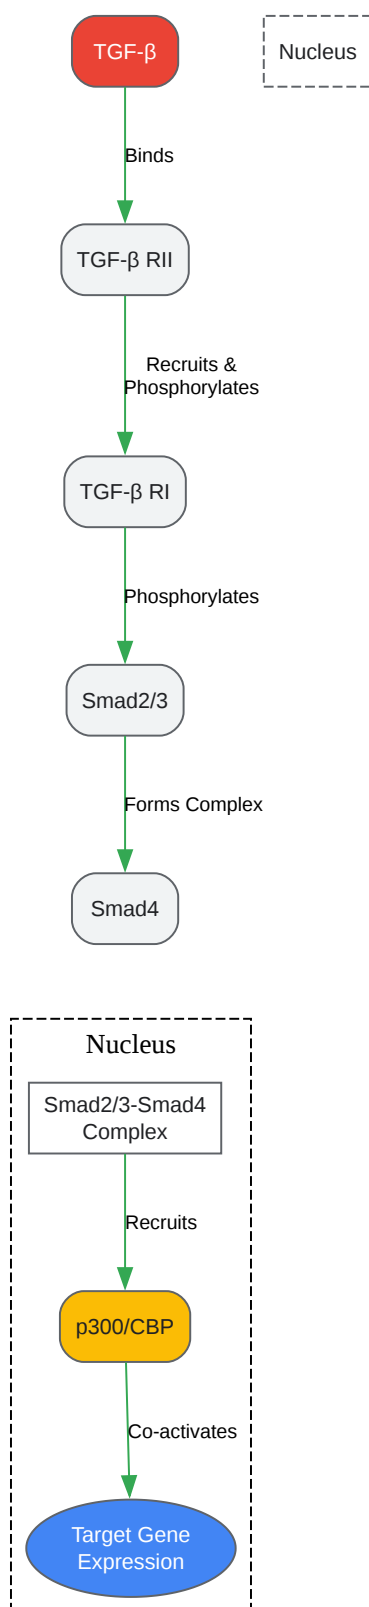 TGF-β
Nucleus
Binds
TGF-β RII
Recruits &
Phosphorylates
TGF-β RI
Phosphorylates
Smad2/3
Forms Complex
Smad4
Nucleus
Smad2/3-Smad4
Complex
Recruits
p300/CBP
Co-activates
Target Gene
Expression